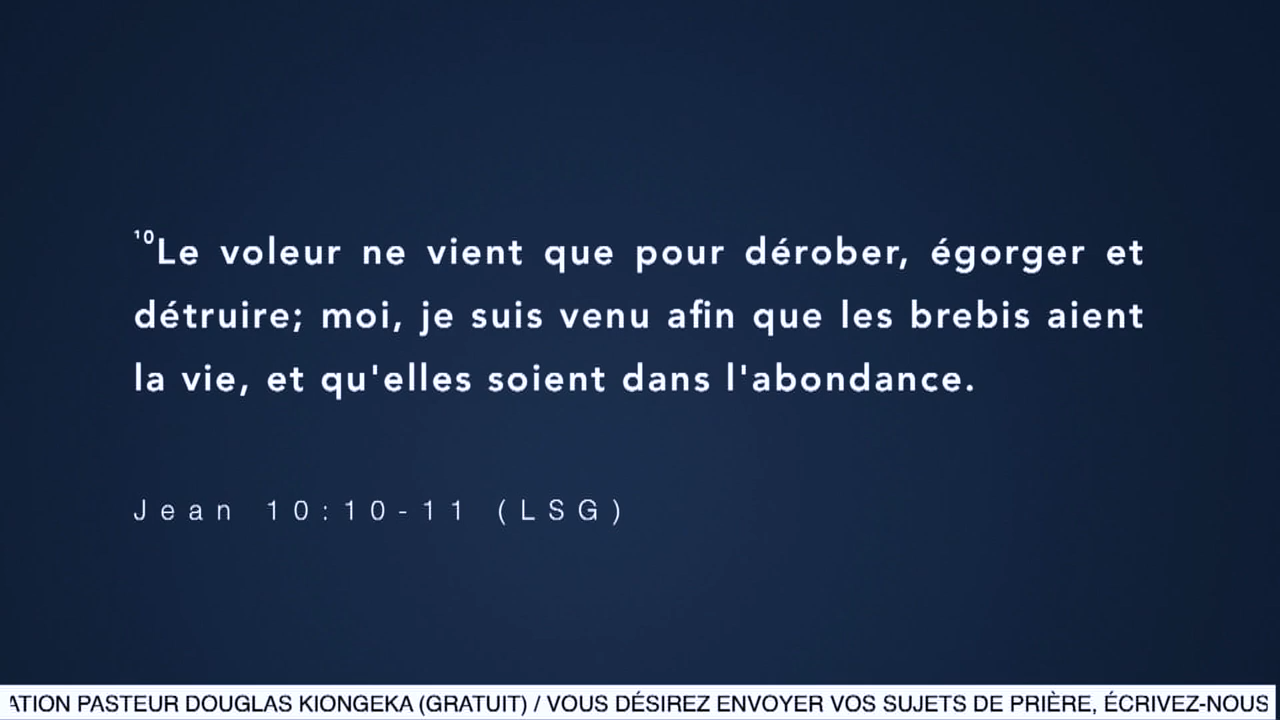 ¹⁰Le voleur ne vient que pour dérober, égorger et
détruire; moi, je suis venu afin que les brebis aient
la vie, et qu'elles soient dans l'abondance.
Jean 10:10-11 (LSG)
PASTEUR DOUGLAS KIONGEKA (GRATUIT) / VOUS DÉSIREZ ENVOYER VOS SUJETS DE PRIÈRE, ÉCRIVEZ-NOUS